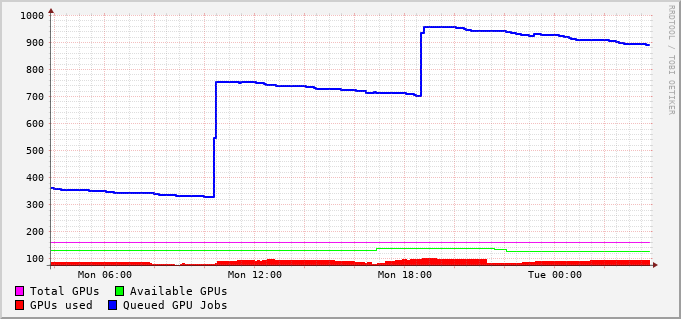 1000
900
800
700
600
500
400
300
200
100
Mon 06:00 Mon 12:00 Mon 18:00 Tue 00:00
Total GPUs Available GPUs
GPUs used Queued GPU Jobs
RRDTOOL / TOBI OETIKER